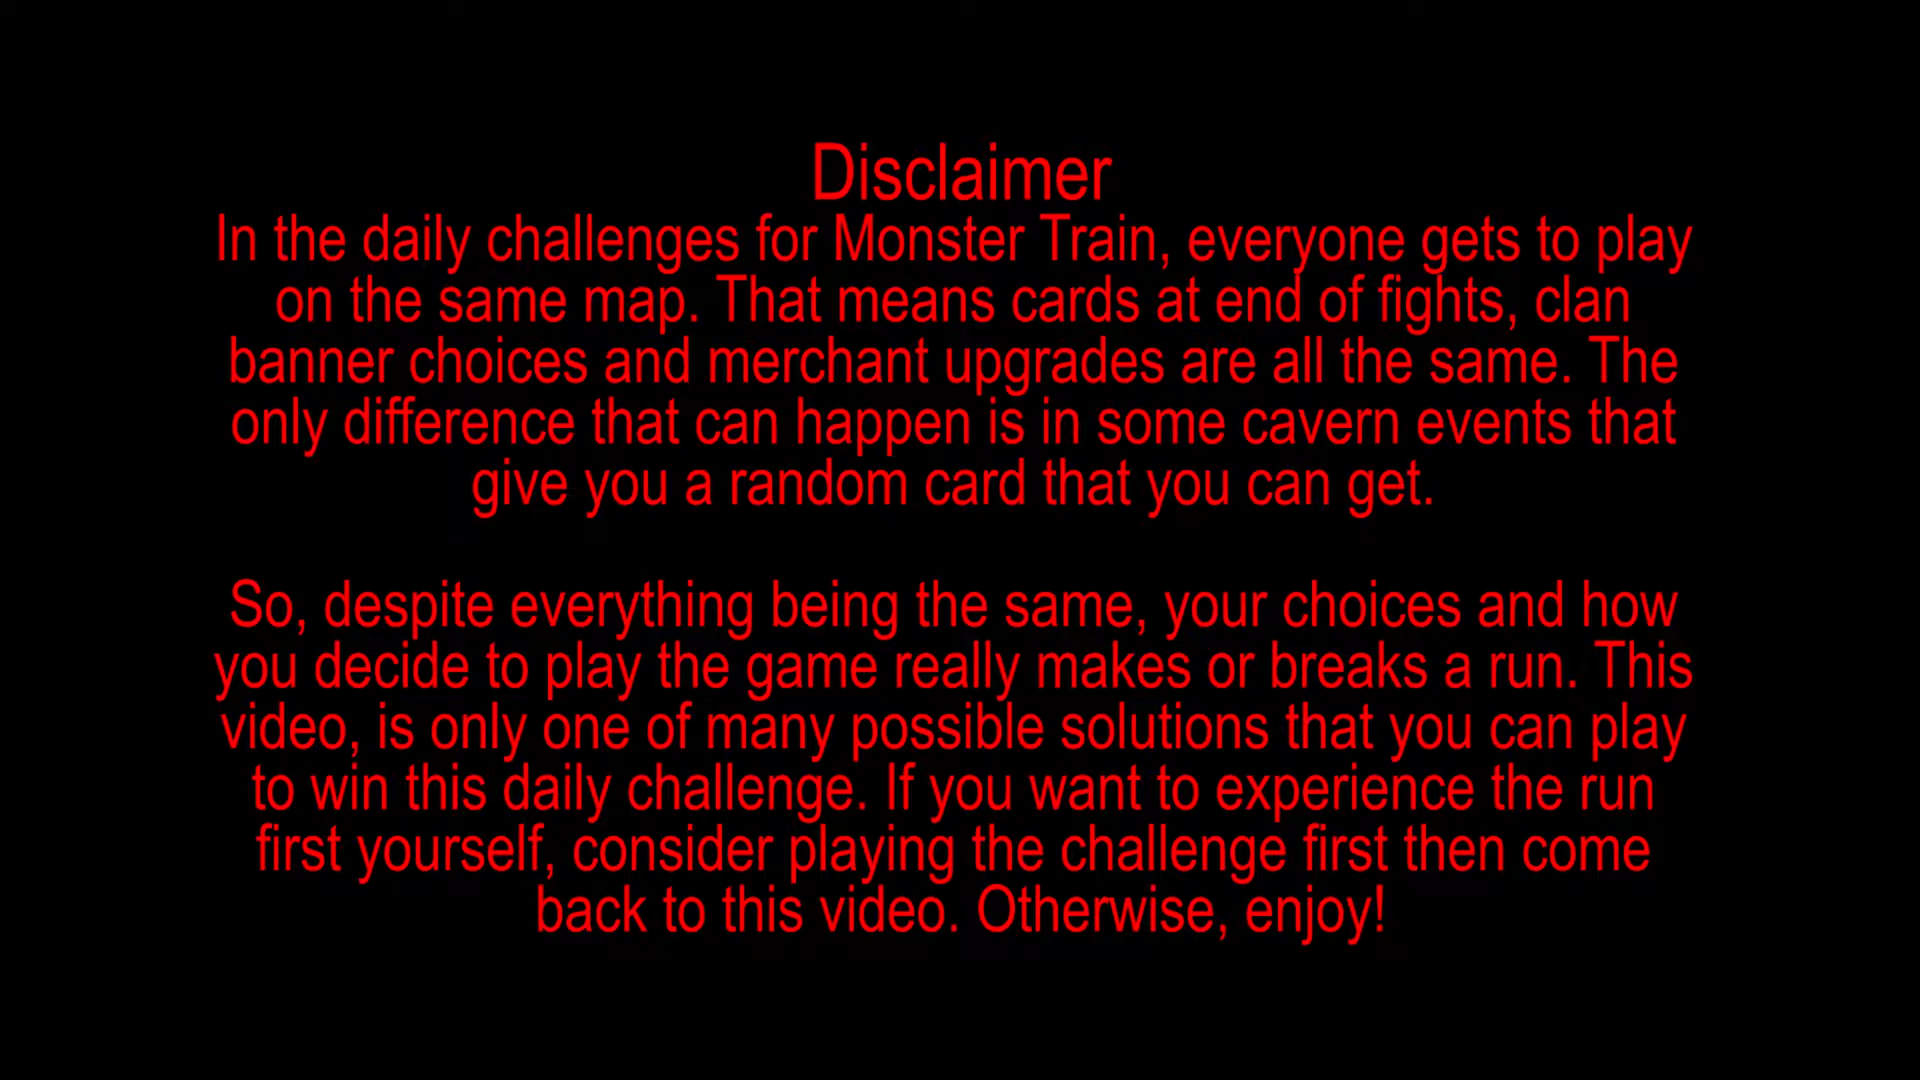 Disclaimer
In the daily challenges for Monster Train, everyone gets to play
on the same map. That means cards at end of fights, clan
banner choices and merchant upgrades are all the same. The
only difference that can happen is in some cavern events that
give you a random card that you can get.
So, despite everything being the same, your choices and how
you decide to play the game really makes or breaks a run. This
video, is only one of many possible solutions that you can play
to win this daily challenge. If you want to experience the run
first yourself, consider playing the challenge first then come
back to this video. Otherwise, enjoy!